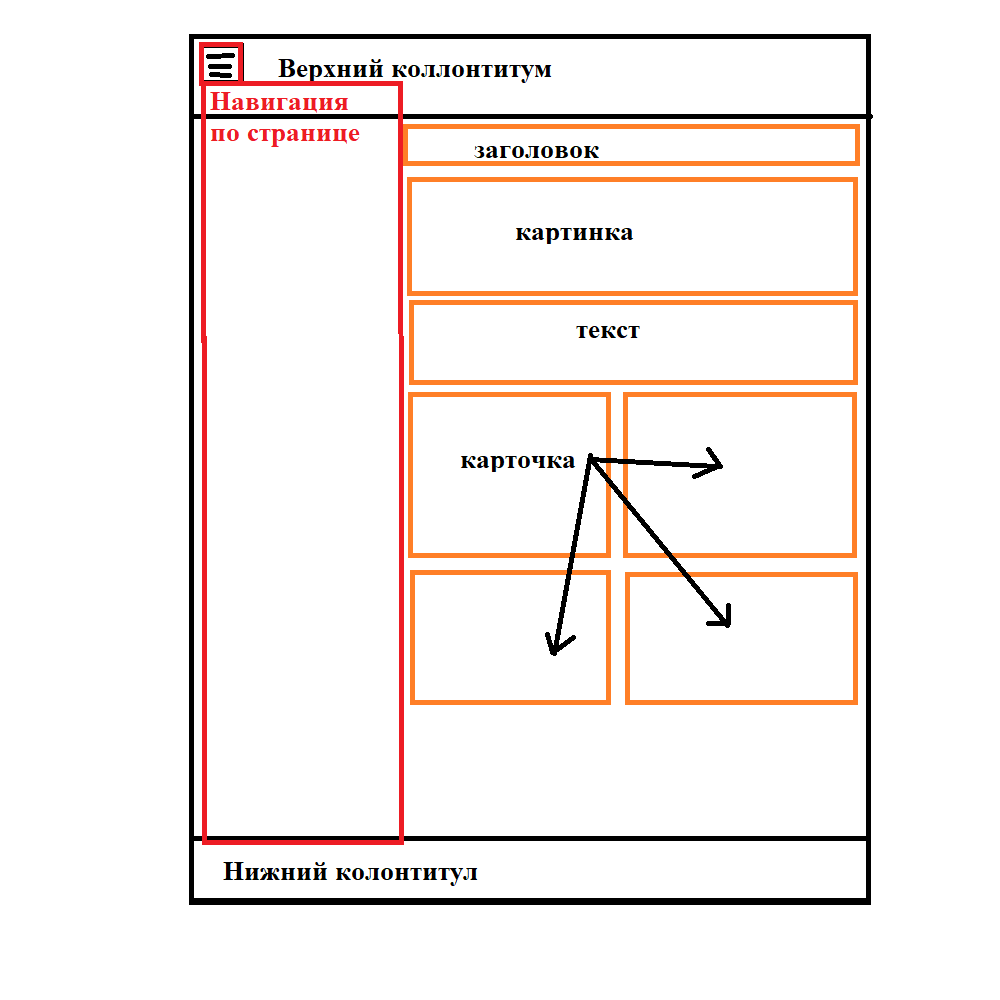 Верхний коллонтитум
Навигация
по странице
заголовок
картинка
текст
карточка
Нижний колонтитул